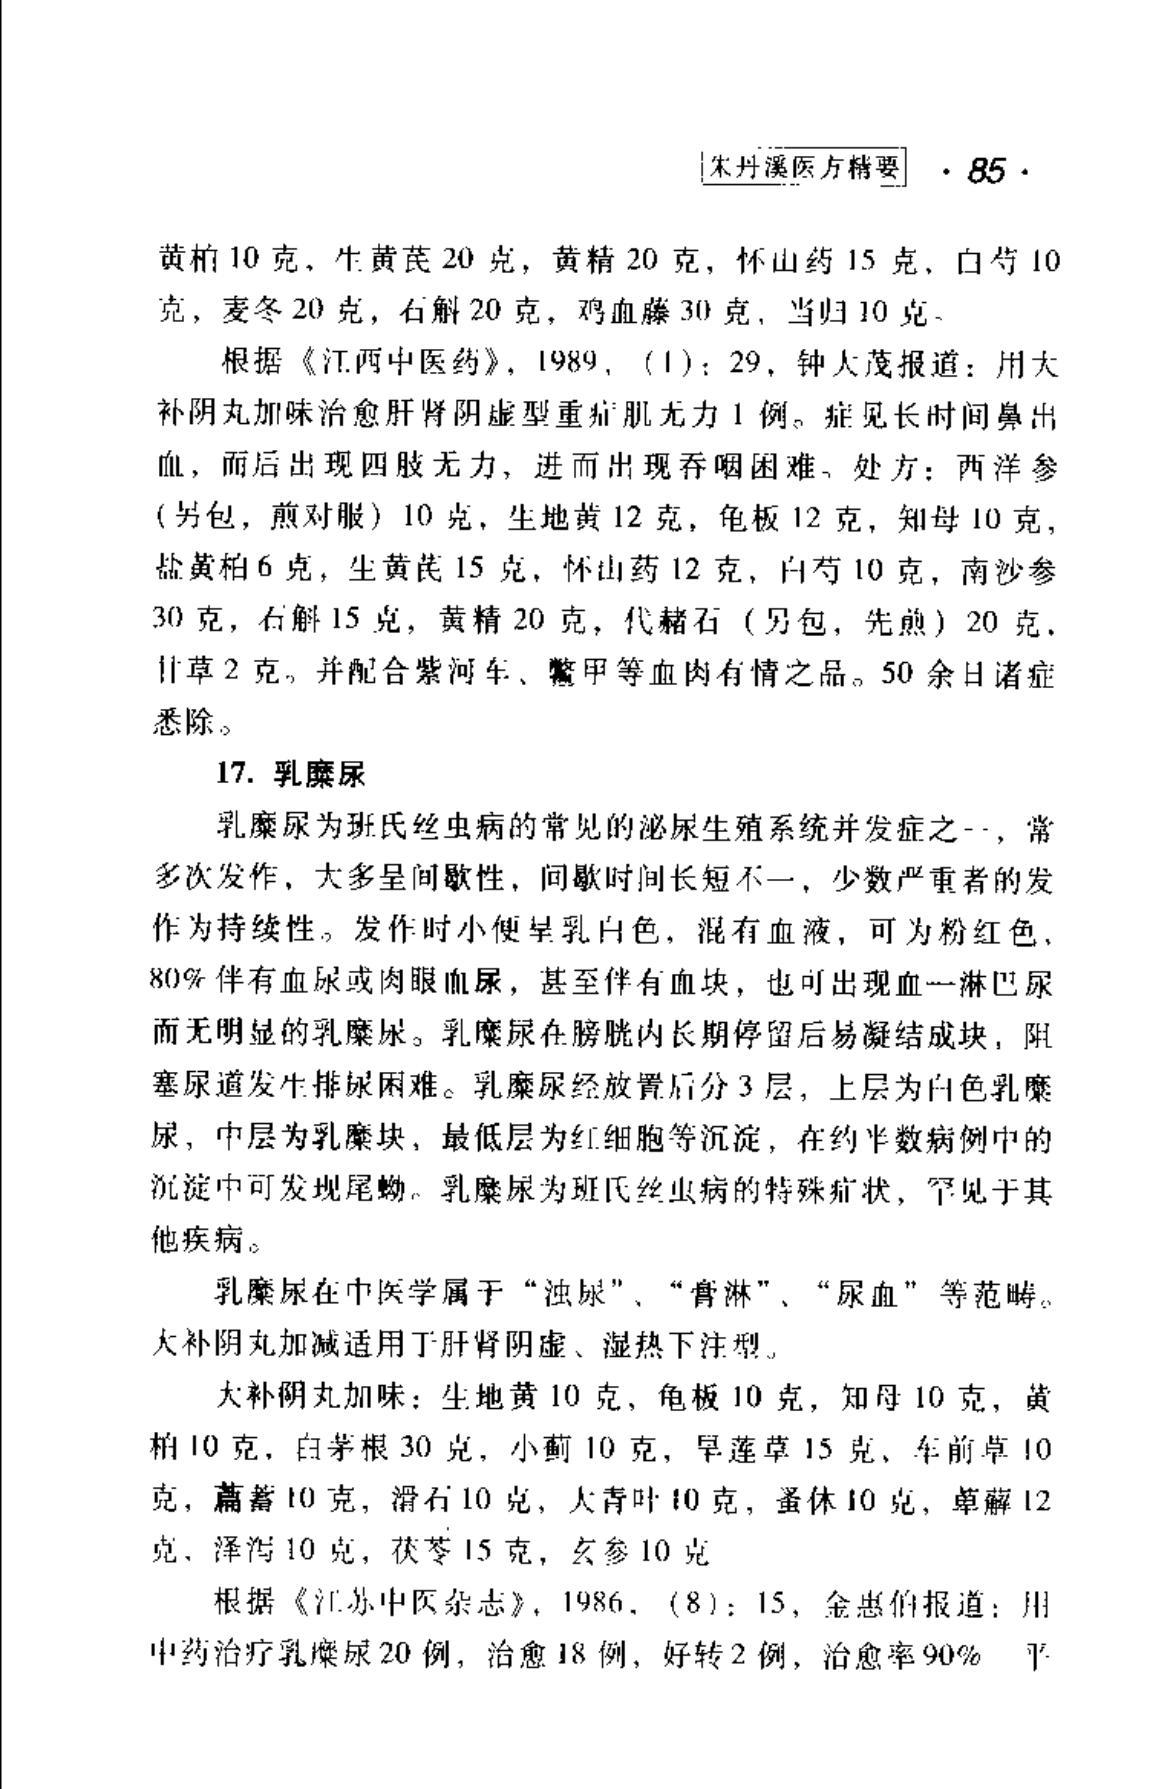 朱丹溪医方精要 · 85 ·
黄柏 10 克，生黄芪 20 克，黄精 20 克，怀山药 15 克，白芍 10
克，麦冬 20 克，石斛 20 克，鸡血藤 30 克，当归 10 克。
根据《江西中医药》，1989，（1）：29，钟大茂报道：用大
补阴丸加味治愈肝肾阴虚型重症肌无力 1 例。症见长时间鼻出
血，而后出现四肢无力，进而出现吞咽困难。处方：西洋参
（另包，煎对服）10 克，生地黄 12 克，龟板 12 克，知母 10 克，
盐黄柏 6 克，生黄芪 15 克，怀山药 12 克，白芍 10 克，南沙参
30 克，石斛 15 克，黄精 20 克，代赭石（另包，先煎）20 克，
甘草 2 克。并配合紫河车、鳖甲等血肉有情之品。50 余日诸症
悉除。
17. 乳糜尿
乳糜尿为班氏丝虫病的常见的泌尿生殖系统并发症之一，常
多次发作，大多呈间歇性，间歇时间长短不一，少数严重者的发
作为持续性。发作时小便呈乳白色，混有血液，可为粉红色，
80% 伴有血尿或肉眼血尿，甚至伴有血块，也可出现血一淋巴尿
而无明显的乳糜尿。乳糜尿在膀胱内长期停留后易凝结成块，阻
塞尿道发生排尿困难。乳糜尿经放置后分 3 层，上层为白色乳糜
尿，中层为乳糜块，最低层为红细胞等沉淀，在约半数病例中的
沉淀中可发现尾蚴。乳糜尿为班氏丝虫病的特殊症状，罕见于其
他疾病。
乳糜尿在中医学属于“浊尿”、“膏淋”、“尿血”等范畴。
大补阴丸加减适用于肝肾阴虚、湿热下注型。
大补阴丸加味：生地黄 10 克，龟板 10 克，知母 10 克，黄
柏 10 克，白茅根 30 克，小蓟 10 克，旱莲草 15 克，车前草 10
克，萹蓄 10 克，滑石 10 克，大青叶 10 克，蚤休 10 克，萆薢 12
克，泽泻 10 克，茯苓 15 克，玄参 10 克
根据《江苏中医杂志》，1986，（8）：15，金惠伯报道：用
中药治疗乳糜尿 20 例，治愈 18 例，好转 2 例，治愈率 90% 平